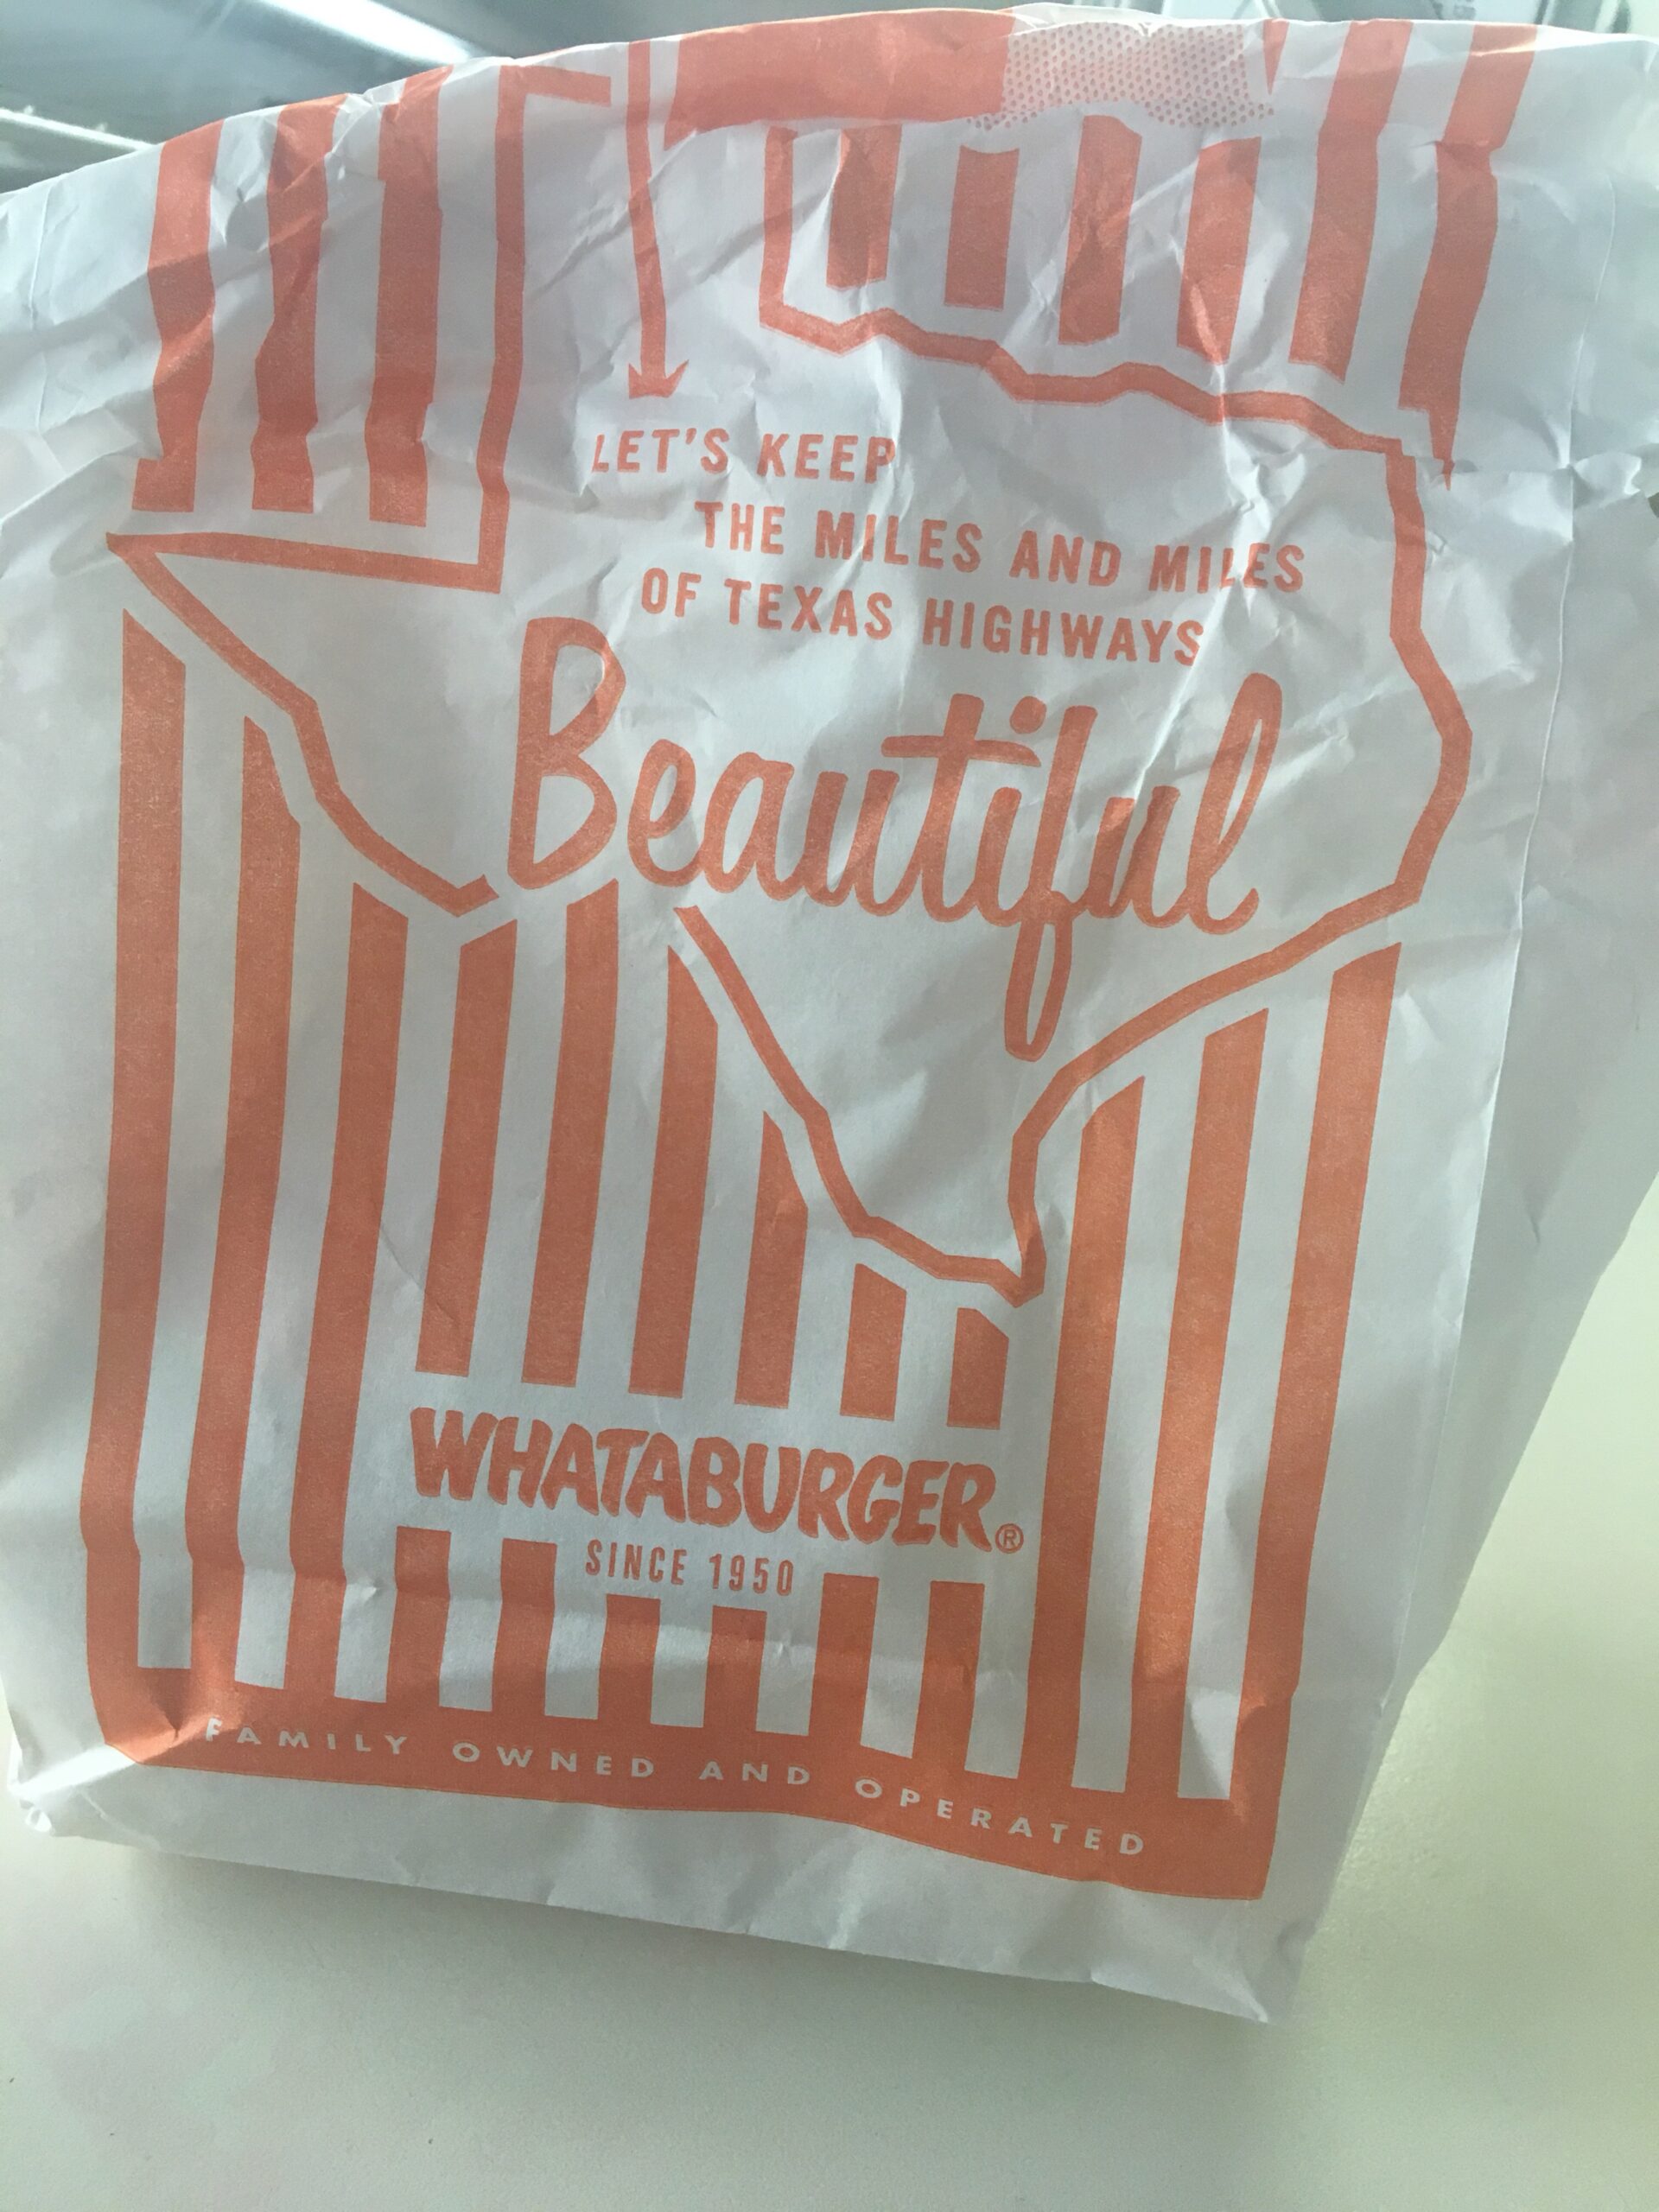 LET'S KEEP
THE MILES AND MILES
OF TEXAS HIGHWAYS
Beautiful
WHATABURGER®
SINCE 1950
FAMILY OWNED AND OPERATED